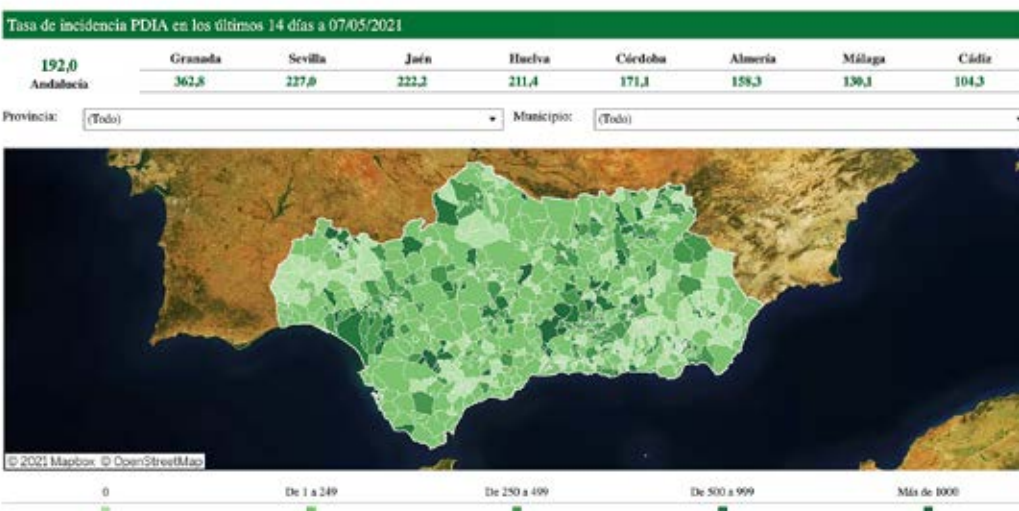 Tasa de incidencia PDIA en los últimos 14 días a 07/05/2021
192,0
Andalucía
Granada Sevilla Jaén Huelva Córdoba Almería Málaga Cádiz
362,8 227,0 222,2 211,4 171,1 158,3 130,1 104,3
Provincia: (Todo) Municipio: (Todo)
© 2021 Mapbox © OpenStreetMap
0 De 1 a 249 De 250 a 499 De 500 a 999 Más de 1000